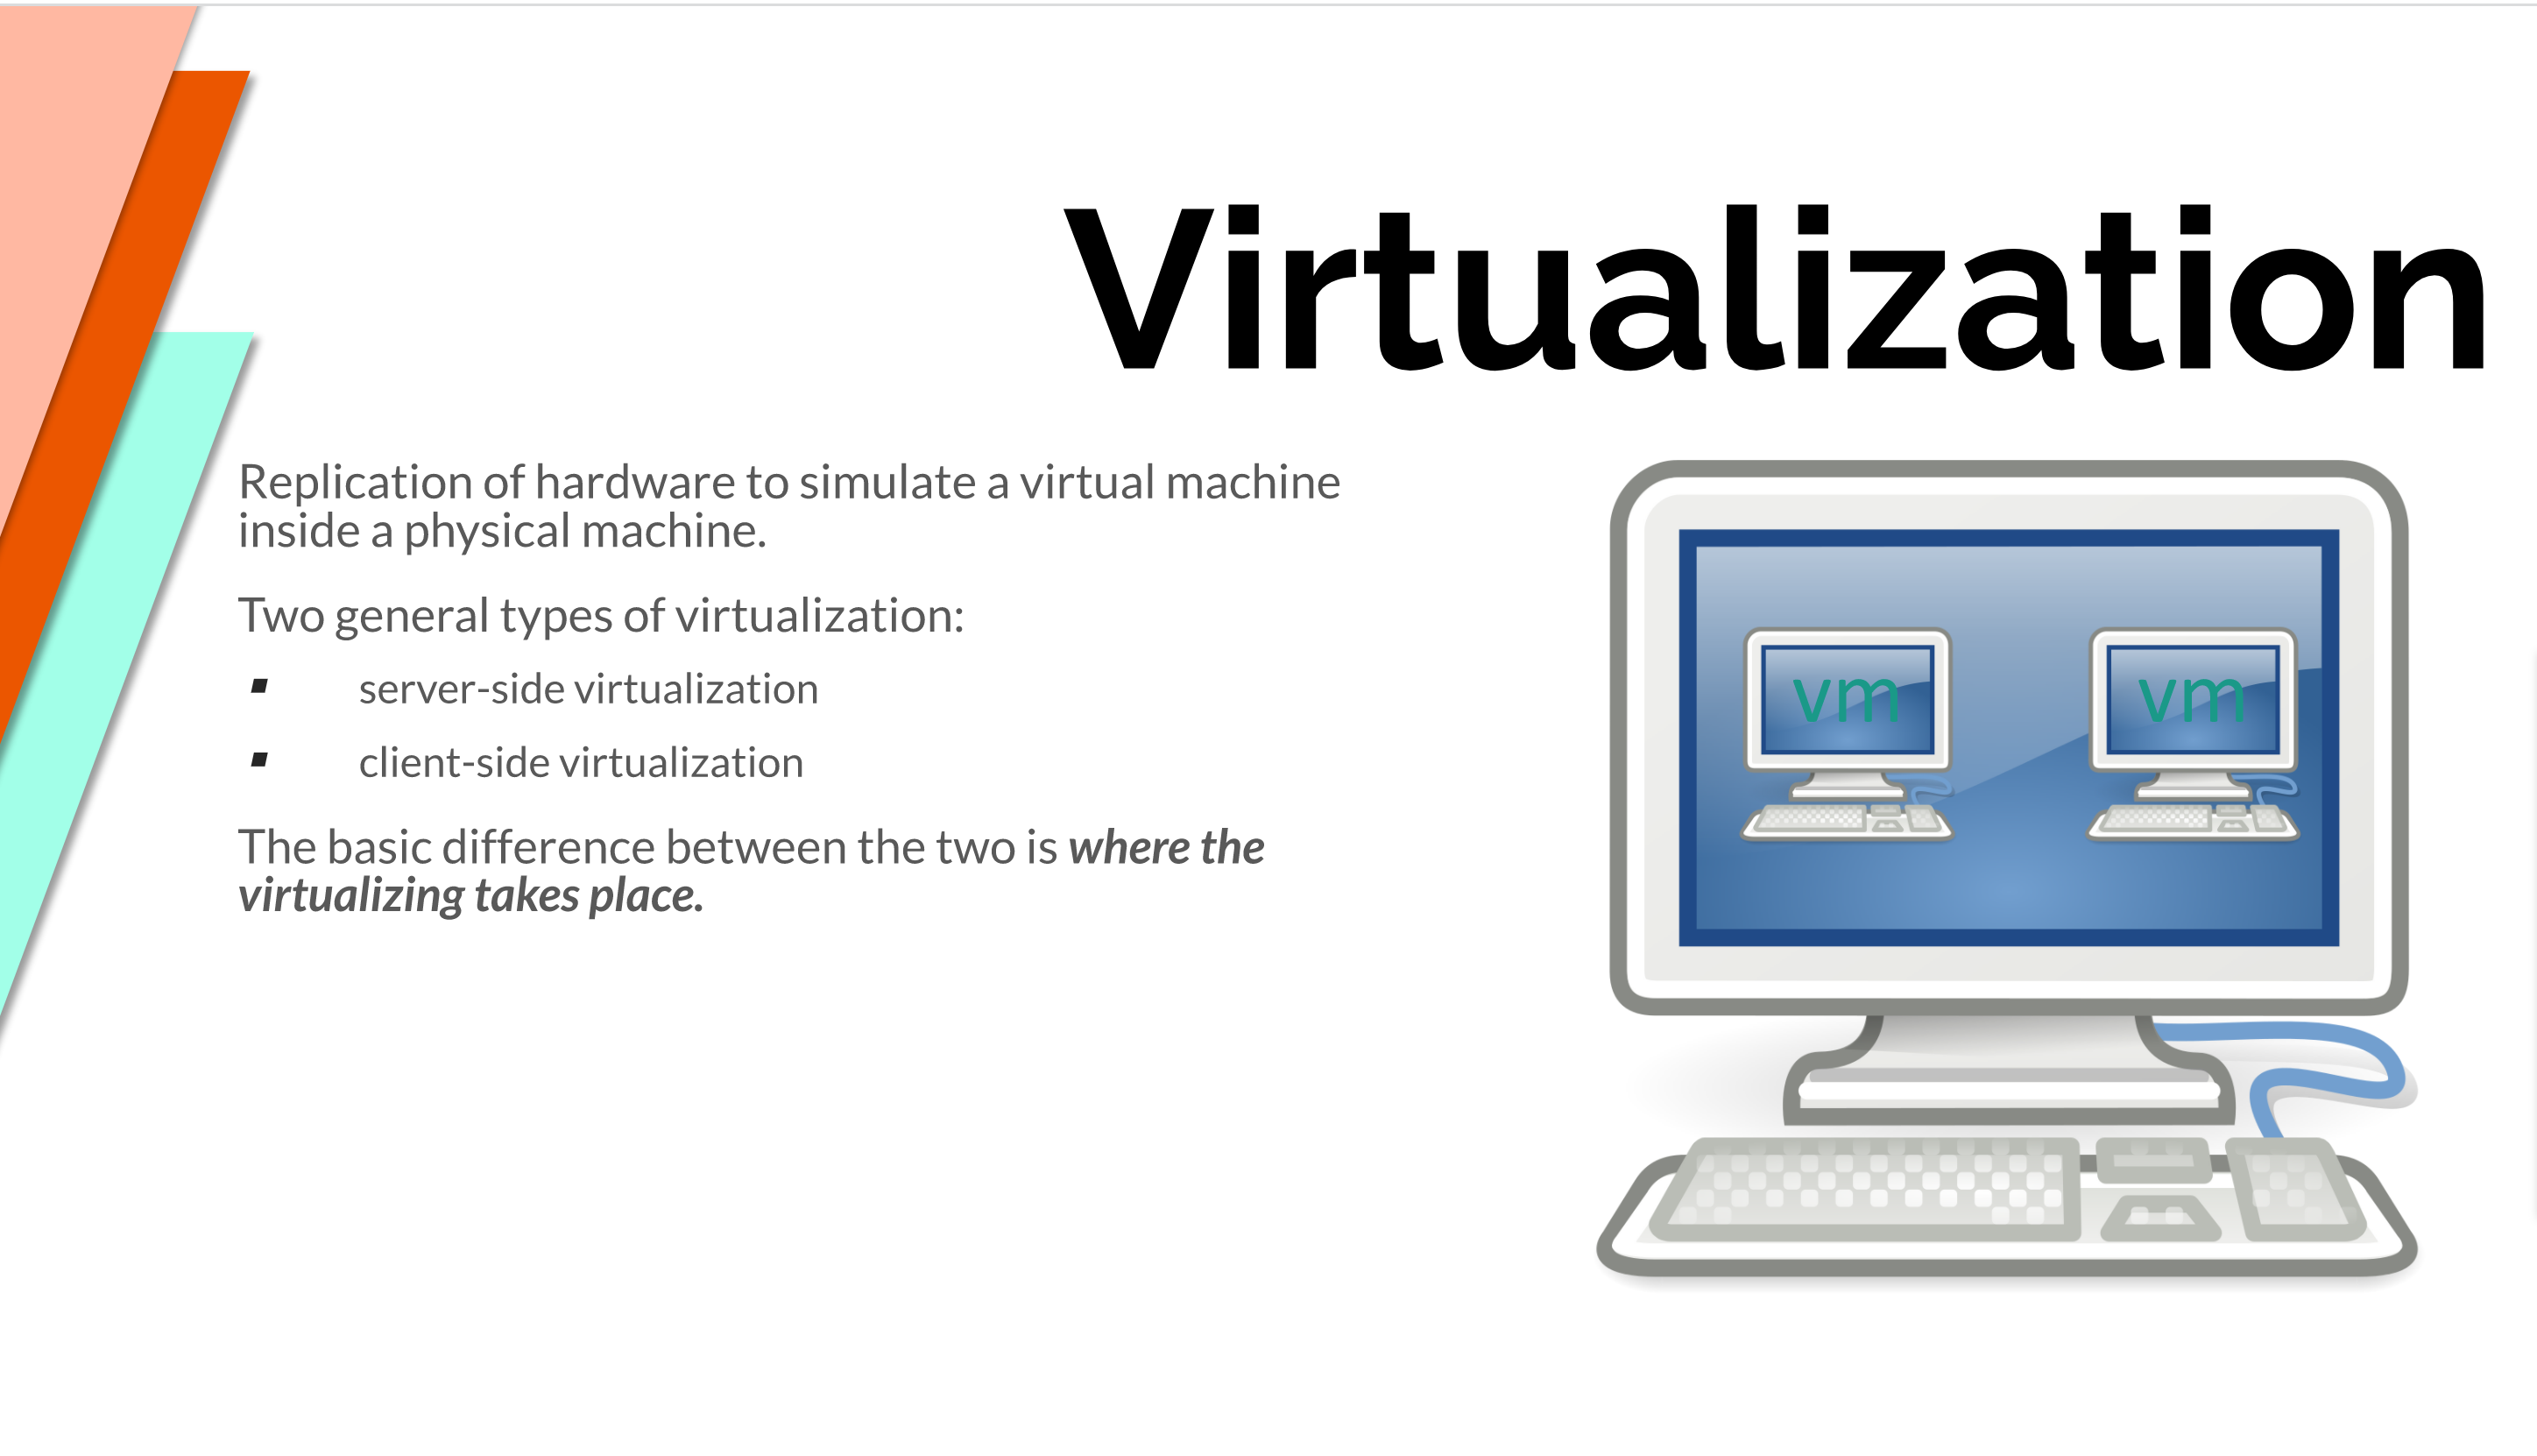 Virtualization
Replication of hardware to simulate a virtual machine
inside a physical machine.
Two general types of virtualization:
▪ server-side virtualization
▪ client-side virtualization
The basic difference between the two is where the
virtualizing takes place.
vm
vm